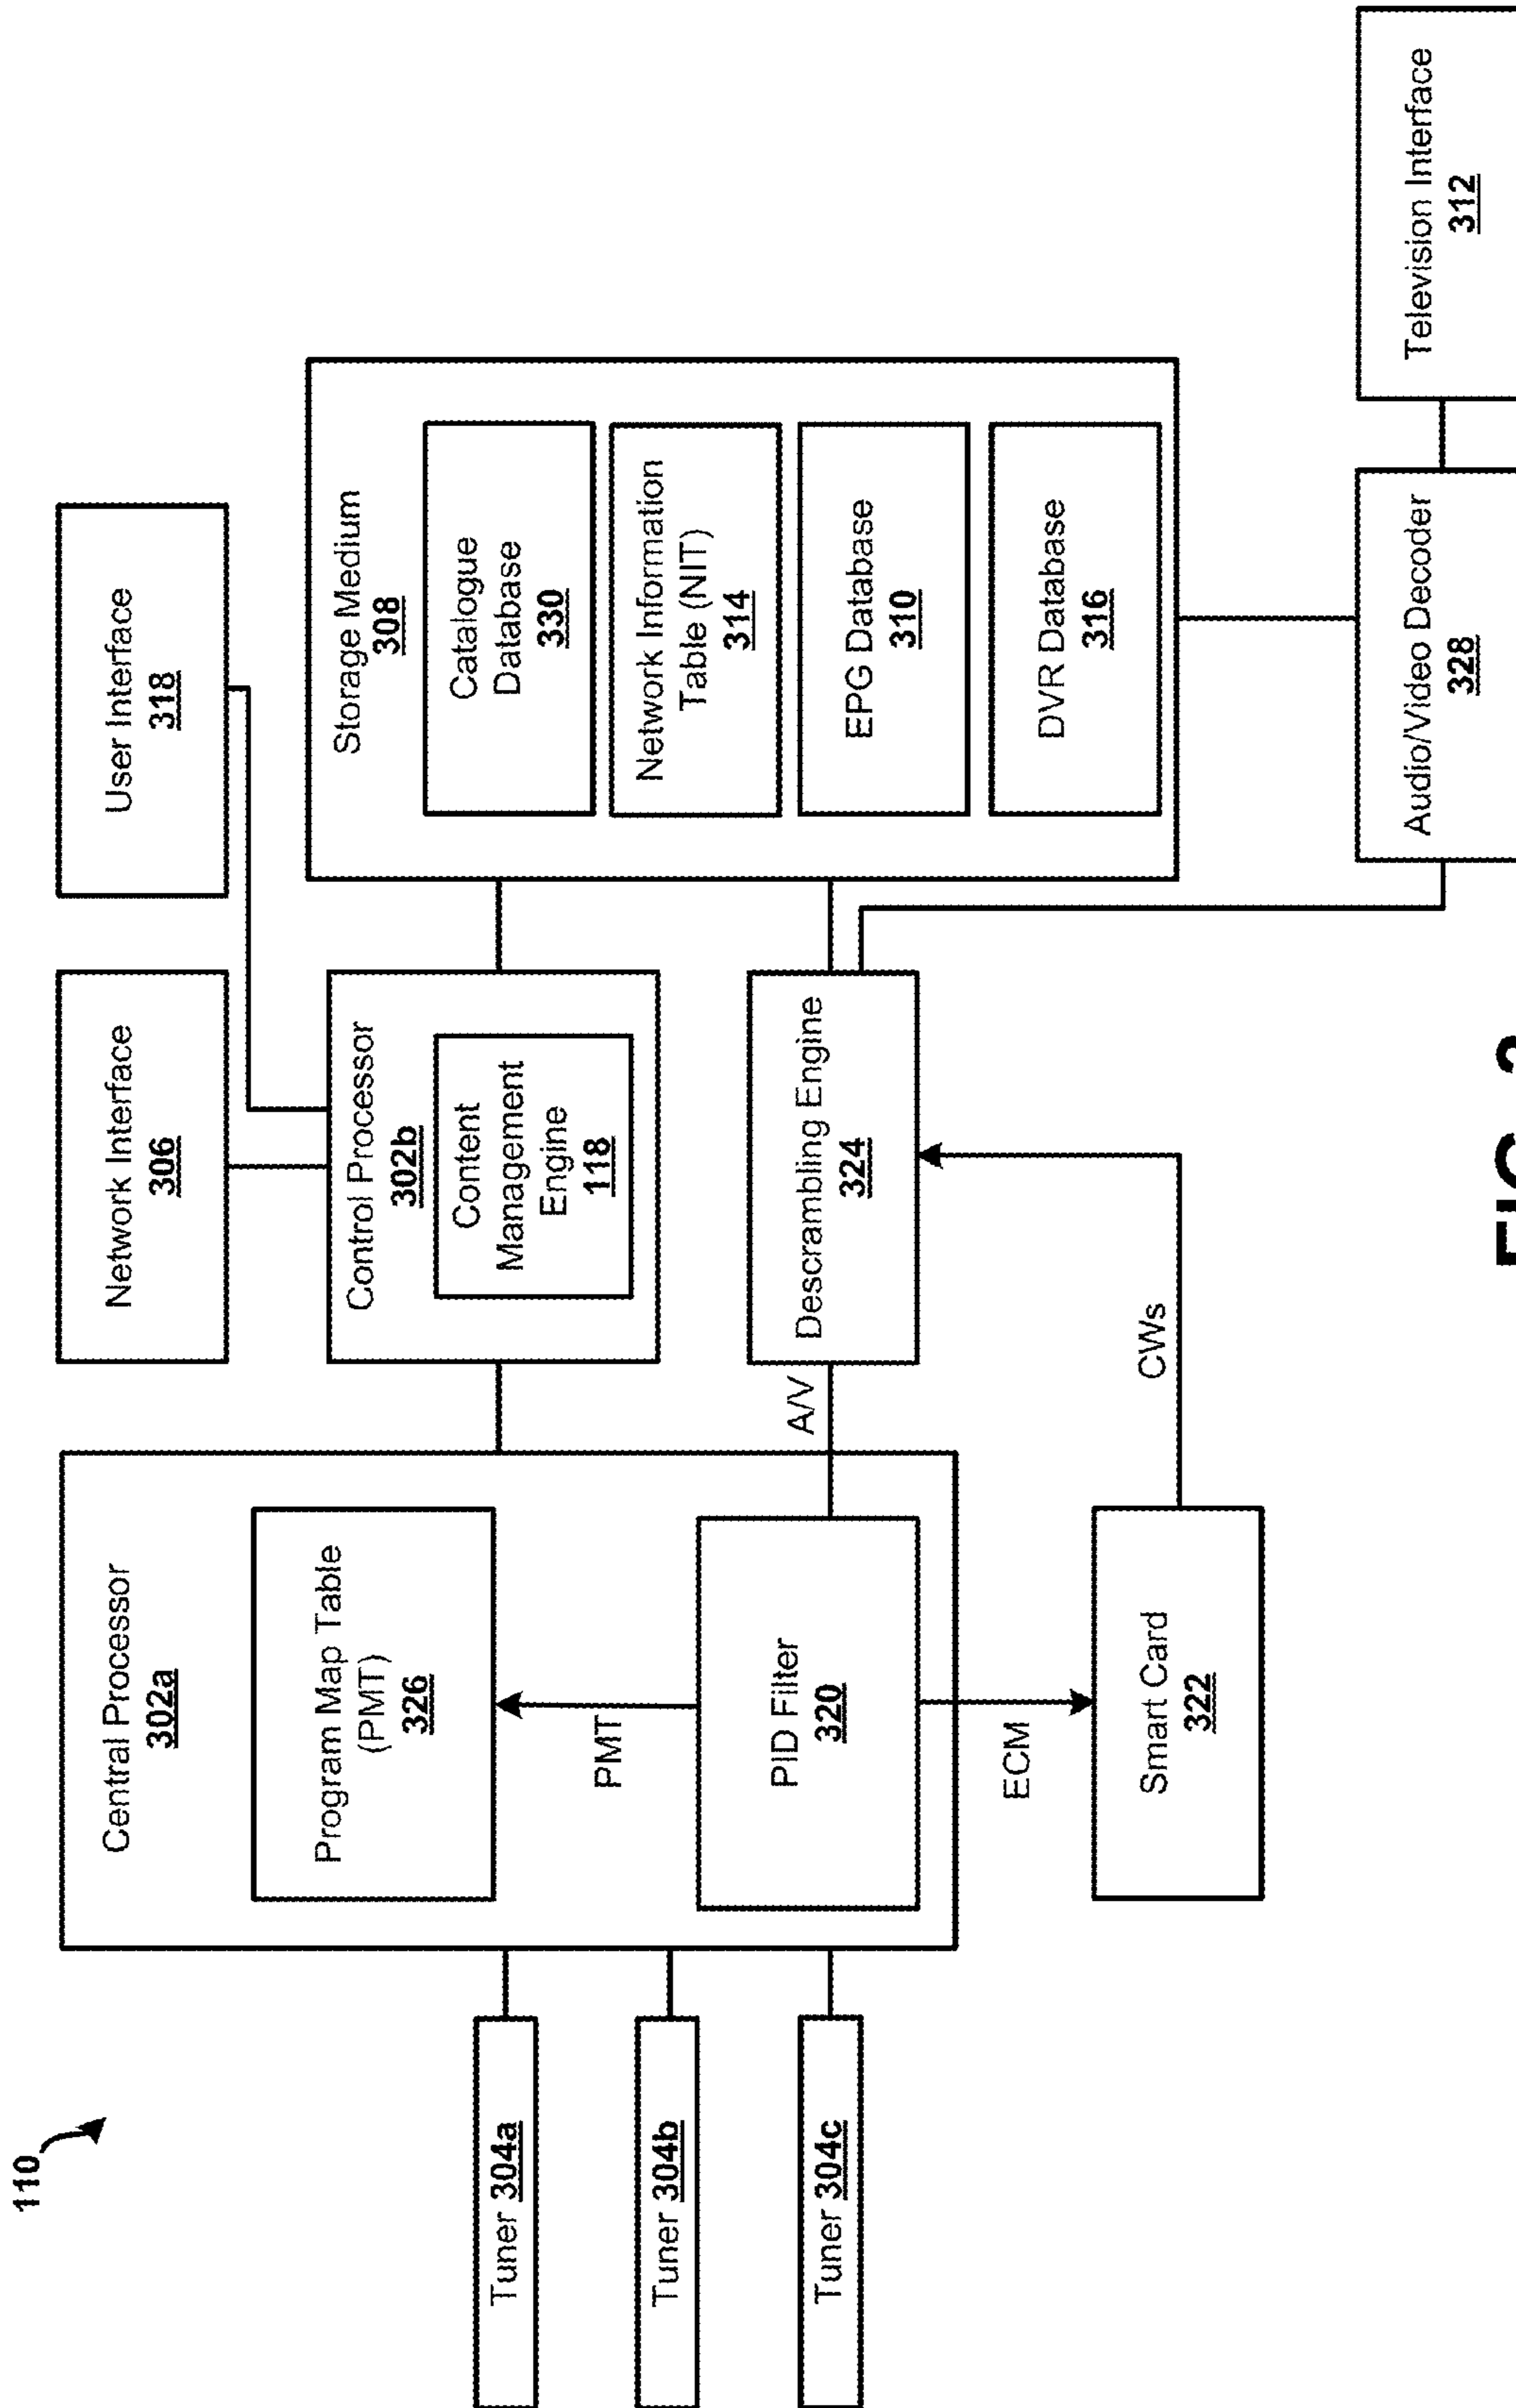 110
Tuner 304a
Tuner 304b
Tuner 304c
Central Processor
302a
Program Map Table
(PMT)
326
PMT
PID Filter
320
ECM
Smart Card
322
A/V
CWs
Network Interface
306
Control Processor
302b
Content
Management
Engine
118
Descrambling Engine
324
User Interface
318
Storage Medium
308
Catalogue
Database
330
Network Information
Table (NIT)
314
EPG Database
310
DVR Database
316
Audio/Video Decoder
328
Television Interface
312
FIG.